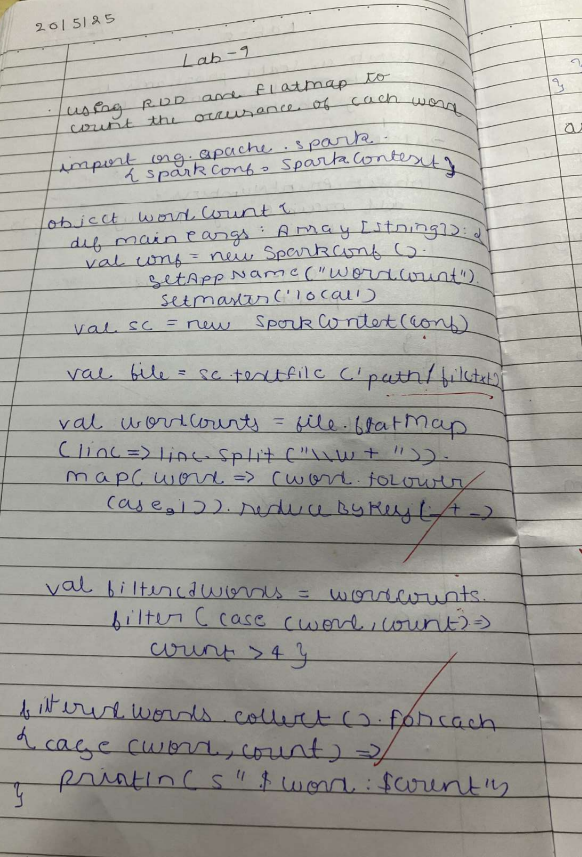 20/5/25
Lab-9
using RDD and flatmap to
count the occurance of each word
import org.apache.spark.
{ SparkConf, SparkContext }
object WordCount {
def main(args: Array[String]): {
val conf = new SparkConf().
setAppName("WordCount").
setMaster('local')
val sc = new SparkContext(conf)
val file = sc.textfile ('path/file.txt')
val wordCounts = file.flatMap
(line => line.split("\\w+")).
map(word => (word.toLower
Case, 1)).reduceByKey(_+_)
val filteredwords = wordcounts.
filter( case (word, count) =>
count > 4 }
filteredwords.collect().foreach
{ case (word, count) =>
println(s"$word: $count")
}